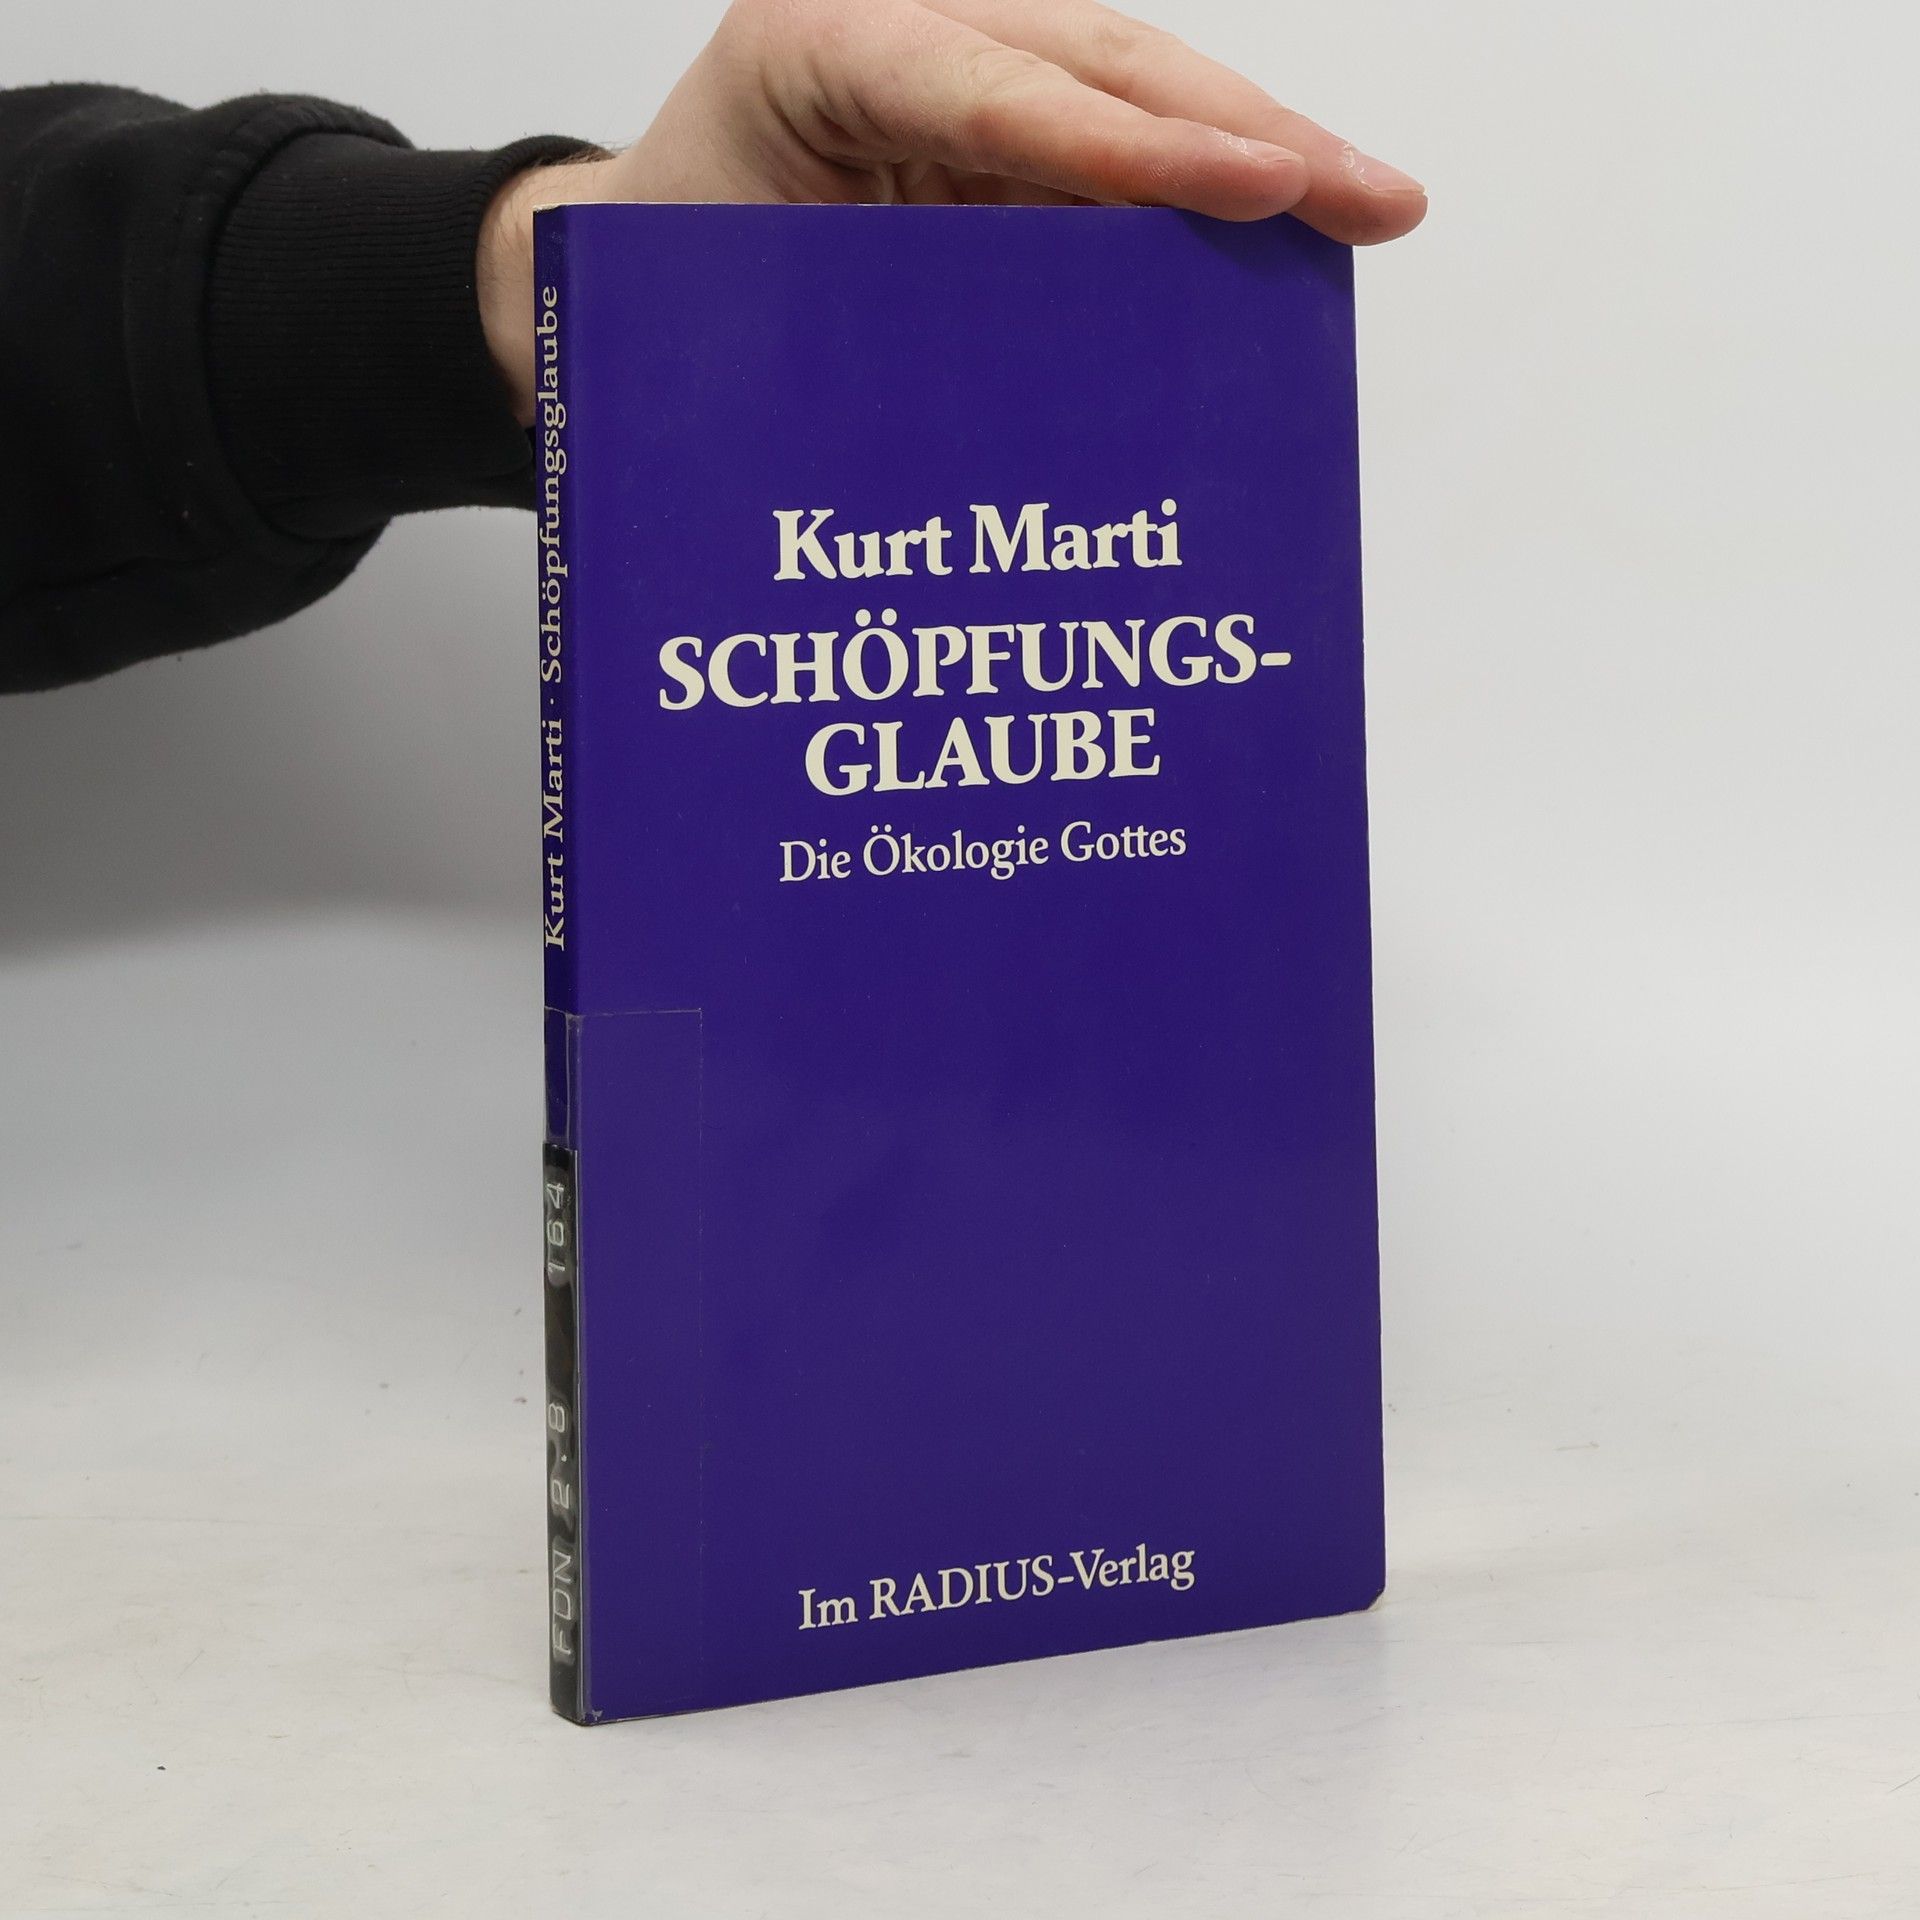 Kurt Marti
SCHÖPFUNGS-
GLAUBE
Die Ökologie Gottes
Im RADIUS-Verlag
Kurt Marti · Schöpfungsglaube
FDN 2.8 164